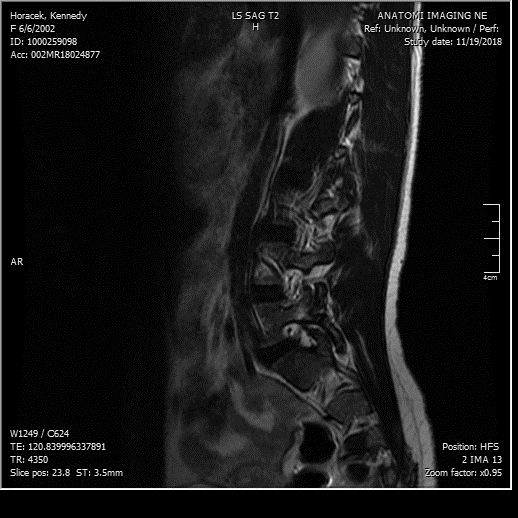 Horacek, Kennedy
F 6/6/2002
ID: 1000259098
Acc: 002MR18024877
LS SAG T2
H
ANATOMI IMAGING NE
Ref: Unknown, Unknown / Perf:
Study date: 11/19/2018
AR
4cm
W1249 / C624
TE: 120.839996337891
TR: 4350
Slice pos: 23.8 ST: 3.5mm
Position: HFS
2 IMA 13
Zoom factor: x0.95